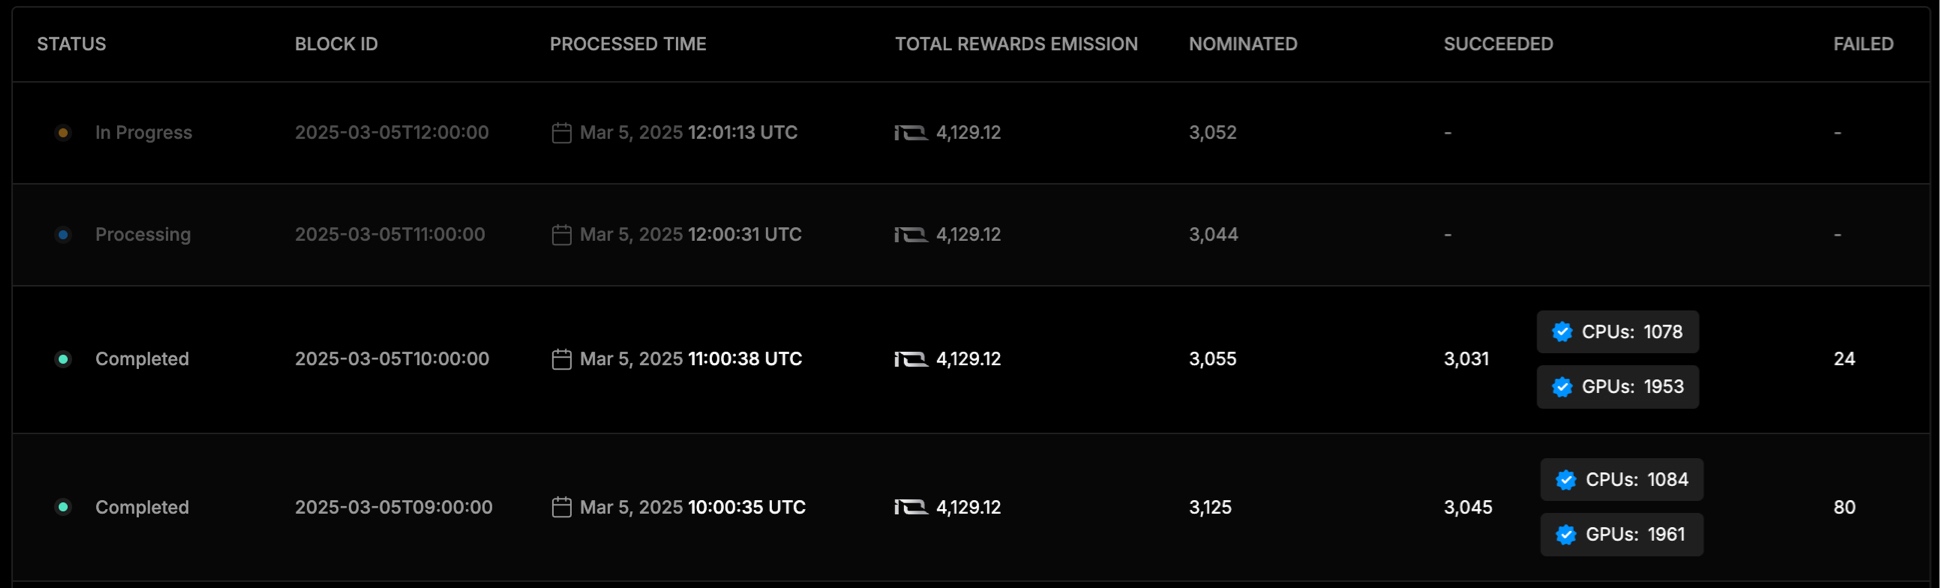 STATUS BLOCK ID PROCESSED TIME TOTAL REWARDS EMISSION NOMINATED SUCCEEDED FAILED
In Progress 2025-03-05T12:00:00 Mar 5, 2025 12:01:13 UTC 4,129.12 3,052 - -
Processing 2025-03-05T11:00:00 Mar 5, 2025 12:00:31 UTC 4,129.12 3,044 - -
CPUs: 1078
Completed 2025-03-05T10:00:00 Mar 5, 2025 11:00:38 UTC 4,129.12 3,055 3,031 24
GPUs: 1953
CPUs: 1084
Completed 2025-03-05T09:00:00 Mar 5, 2025 10:00:35 UTC 4,129.12 3,125 3,045 80
GPUs: 1961